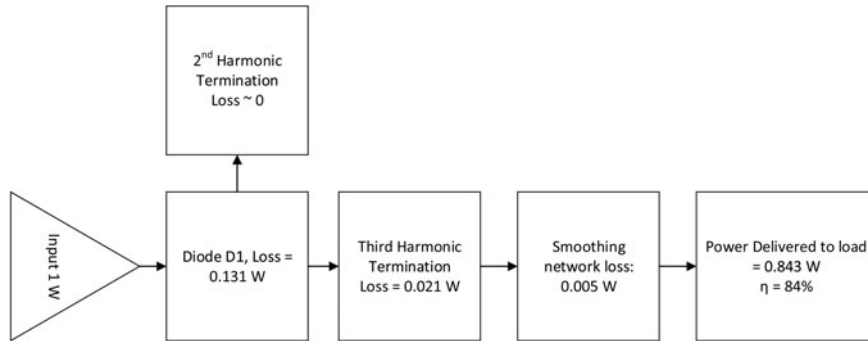 2nd Harmonic
Termination
Loss ~ 0
Input 1 W
Diode D1, Loss =
0.131 W
Third Harmonic
Termination
Loss = 0.021 W
Smoothing
network loss:
0.005 W
Power Delivered to load
= 0.843 W
η = 84%